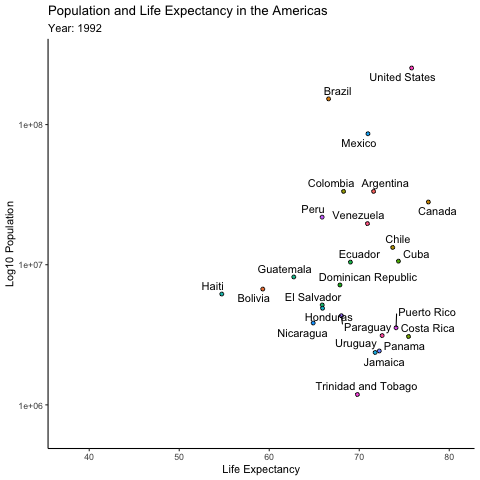 Population and Life Expectancy in the Americas
Year: 1992
United States
Brazil
Mexico
1e+08
Colombia
Argentina
Peru
Venezuela
Canada
Chile
Ecuador
Cuba
1e+07
Guatemala
Dominican Republic
Haiti
Bolivia
El Salvador
Honduras
Puerto Rico
Nicaragua
Paraguay
Costa Rica
Uruguay
Panama
Jamaica
Trinidad and Tobago
1e+06
Log10 Population
40
50
60
70
80
Life Expectancy